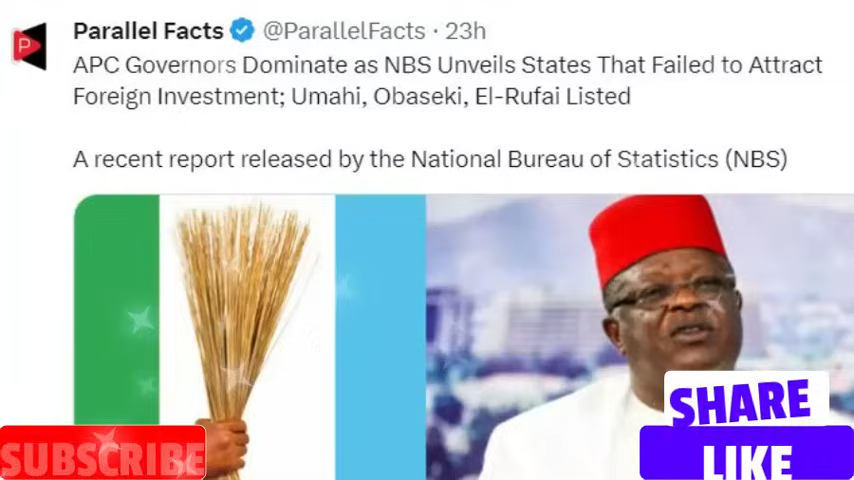 Parallel Facts @ParallelFacts · 23h
APC Governors Dominate as NBS Unveils States That Failed to Attract
Foreign Investment; Umahi, Obaseki, El-Rufai Listed
A recent report released by the National Bureau of Statistics (NBS)
P
SUBSCRIBE
SHARE
LIKE